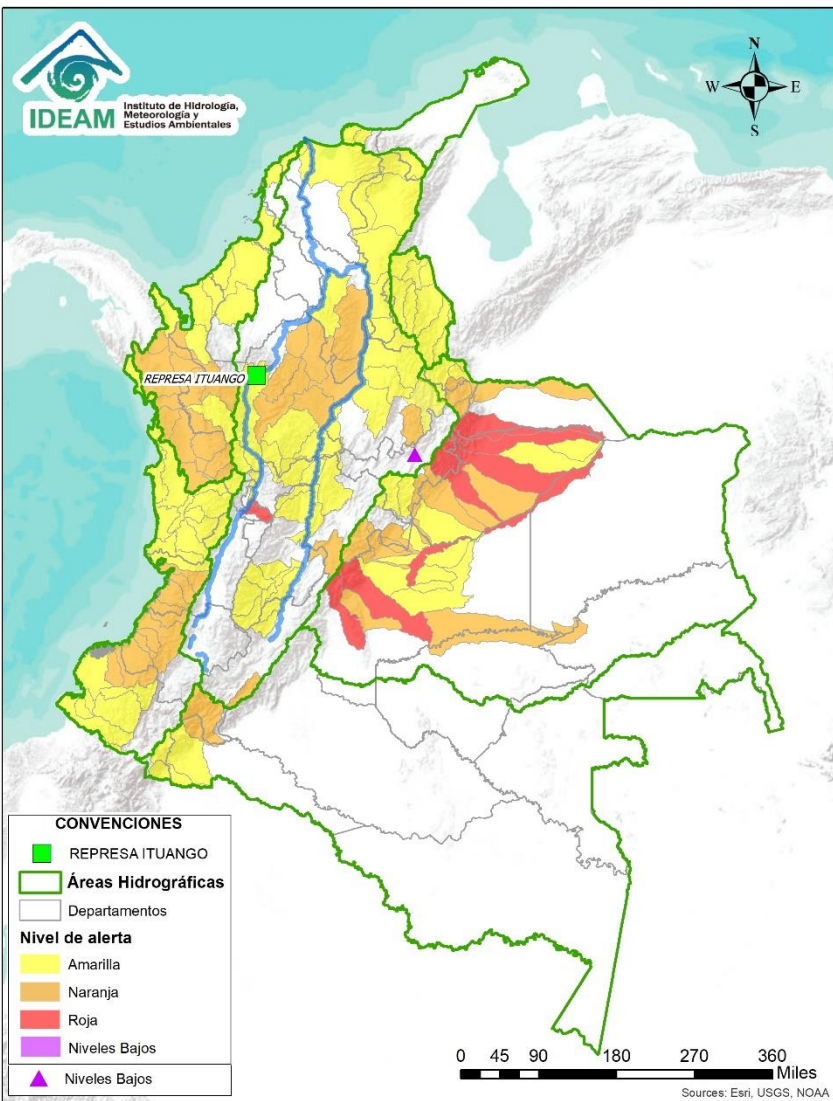 IDEAM
Instituto de Hidrología,
Meteorología y
Estudios Ambientales
N
W
E
S
REPRESA ITUANGO
CONVENCIONES
REPRESA ITUANGO
Áreas Hidrográficas
Departamentos
Nivel de alerta
Amarilla
Naranja
Roja
Niveles Bajos
Niveles Bajos
0 45 90 180 270 360
Miles
Sources: Esri, USGS, NOAA